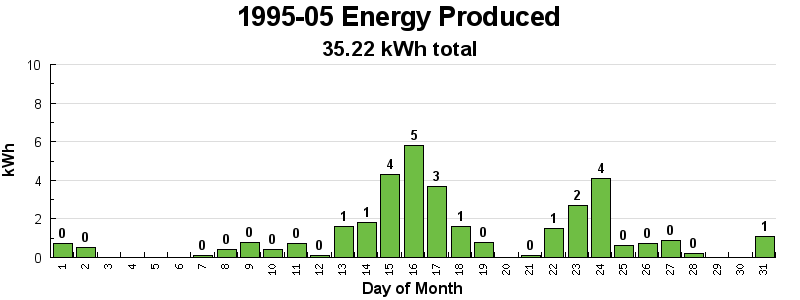 1995-05 Energy Produced
35.22 kWh total
kWh
10
8
6
4
2
0
0 0 0 0 0 0 0 0 1 1 4 5 3 1 0 0 1 2 4 0 0 0 0 1
1 2 3 4 5 6 7 8 9 10 11 12 13 14 15 16 17 18 19 20 21 22 23 24 25 26 27 28 29 30 31
Day of Month